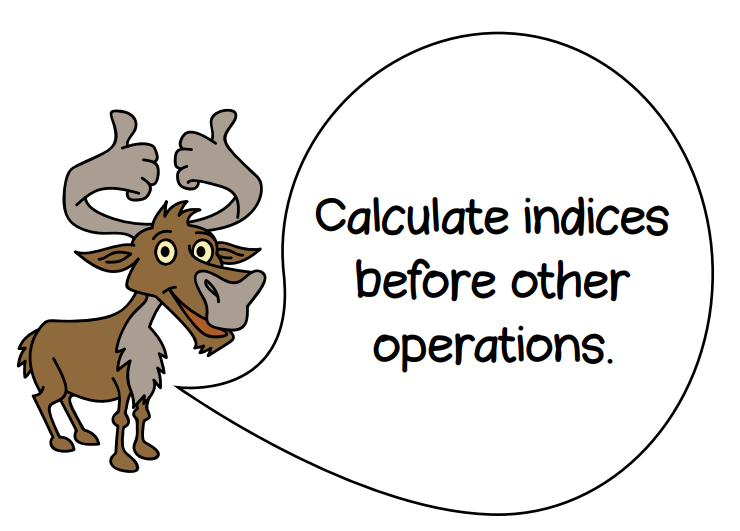 Calculate indices
before other
operations.